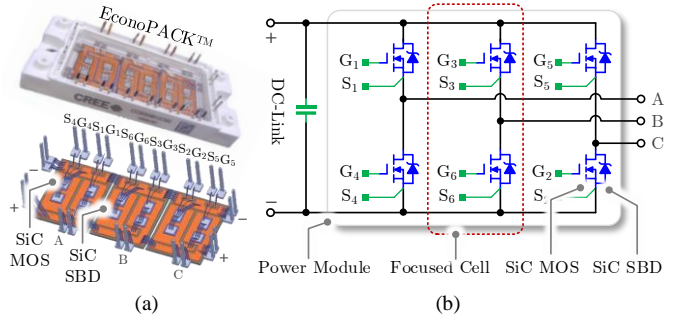 EconoPACK™
CREE
S4G4S1G1S6G6S3G3S2G2S5G5
−
+
SiC
MOS
A
SiC
SBD
B
C
−
+
(a)
+
DC-Link
−
G1
S1
G3
S3
G5
S5
A
B
C
G4
S4
G6
S6
G2
Power Module
Focused Cell
SiC MOS
SiC SBD
(b)